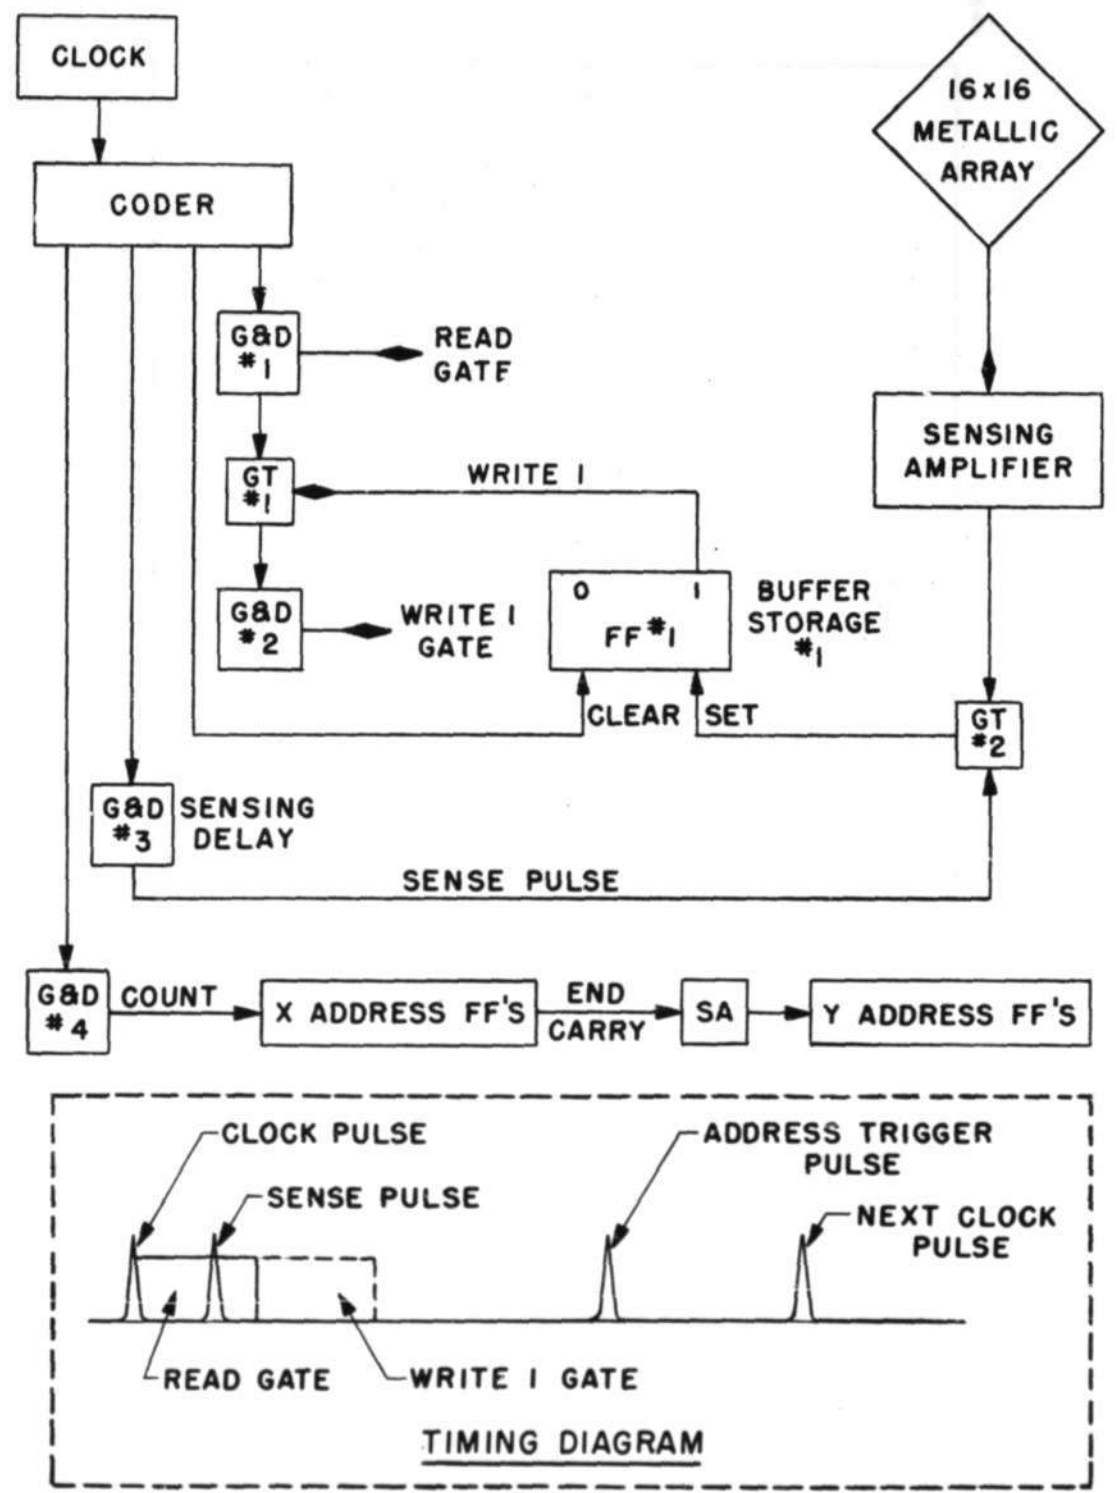 CLOCK
16 x 16
METALLIC
ARRAY
CODER
G&D
#1
READ
GATE
SENSING
AMPLIFIER
GT
#1
WRITE 1
G&D
#2
WRITE 1
GATE
0 1
FF #1
BUFFER
STORAGE
#1
CLEAR
SET
GT
#2
G&D
#3
SENSING
DELAY
SENSE PULSE
G&D
#4
COUNT
X ADDRESS FF'S
END
CARRY
SA
Y ADDRESS FF'S
CLOCK PULSE
ADDRESS TRIGGER
PULSE
SENSE PULSE
NEXT CLOCK
PULSE
READ GATE
WRITE 1 GATE
TIMING DIAGRAM